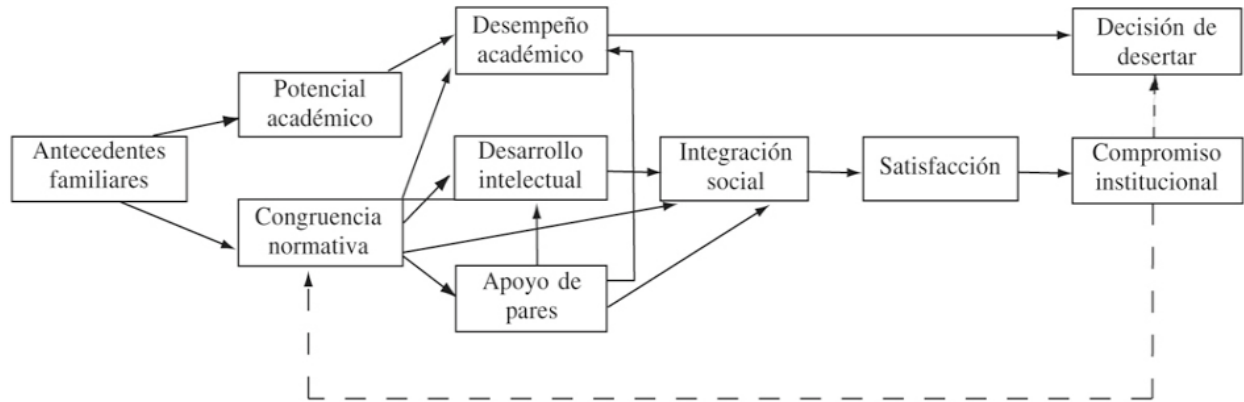 Desempeño
académico
Decisión de
desertar
Potencial
académico
Antecedentes
familiares
Desarrollo
intelectual
Integración
social
Satisfacción
Compromiso
institucional
Congruencia
normativa
Apoyo de
pares